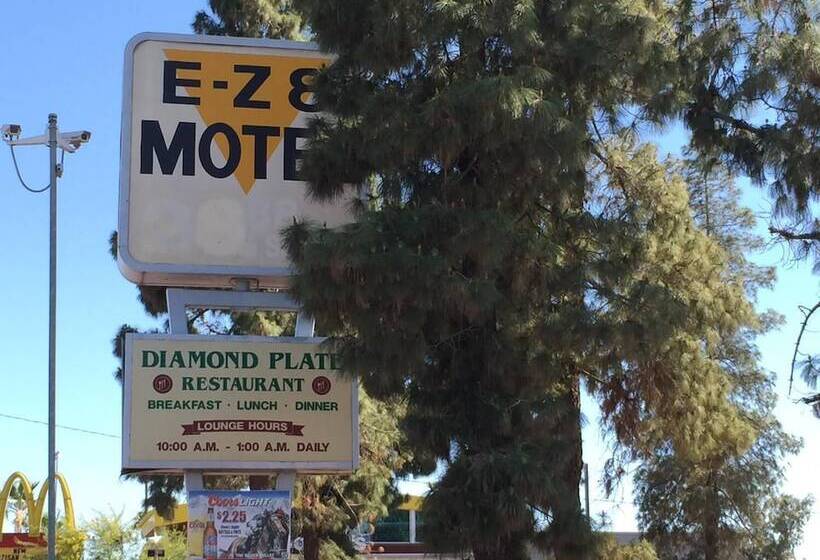 E-Z 8
MOTE
DIAMOND PLATE
RESTAURANT
BREAKFAST · LUNCH · DINNER
LOUNGE HOURS
10:00 A.M. - 1:00 A.M. DAILY
Coors LIGHT
$2.25
NEW